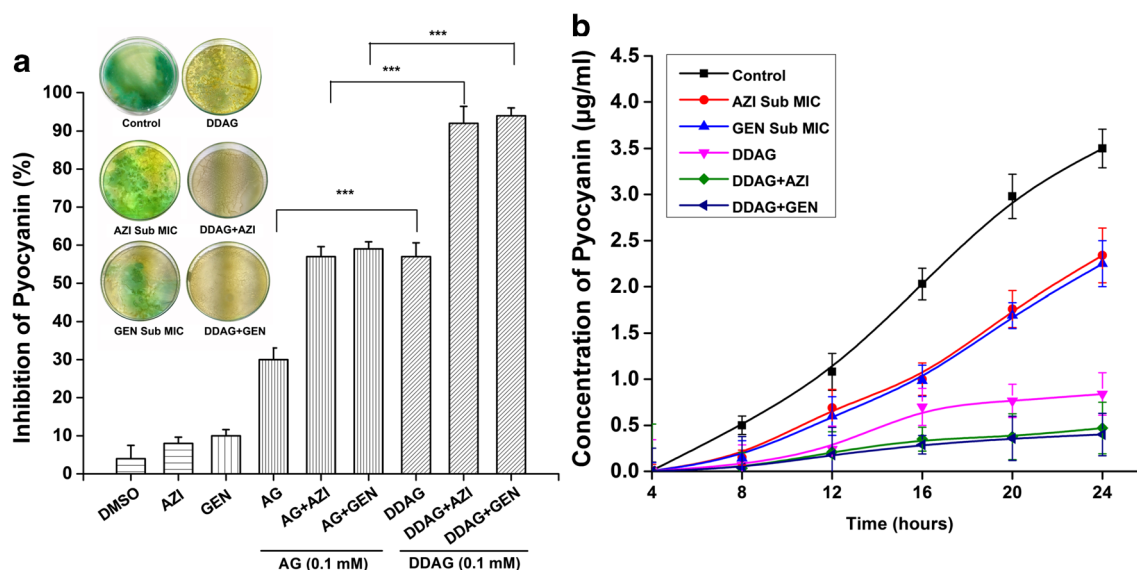 a
***
***
***
Control
DDAG
AZI Sub MIC
DDAG+AZI
GEN Sub MIC
DDAG+GEN
Inhibition of Pyocyanin (%)
100
90
80
70
60
50
40
30
20
10
0
DMSO
AZI
GEN
AG
AG+AZI
AG+GEN
DDAG
DDAG+AZI
DDAG+GEN
AG (0.1 mM)
DDAG (0.1 mM)
b
Concentration of Pyocyanin (µg/ml)
4.5
4.0
3.5
3.0
2.5
2.0
1.5
1.0
0.5
0.0
Control
AZI Sub MIC
GEN Sub MIC
DDAG
DDAG+AZI
DDAG+GEN
4
8
12
16
20
24
Time (hours)